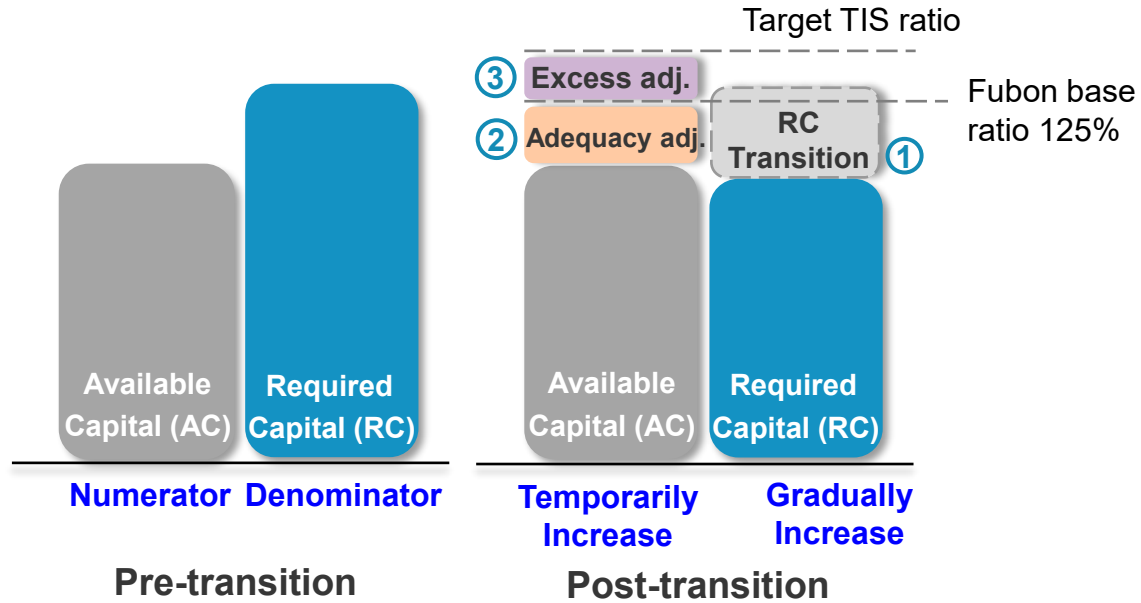 Target TIS ratio
③ Excess adj.
Fubon base
ratio 125%
② Adequacy adj.
RC
Transition ①
Available
Capital (AC)
Required
Capital (RC)
Available
Capital (AC)
Required
Capital (RC)
Numerator
Denominator
Temporarily
Increase
Gradually
Increase
Pre-transition
Post-transition